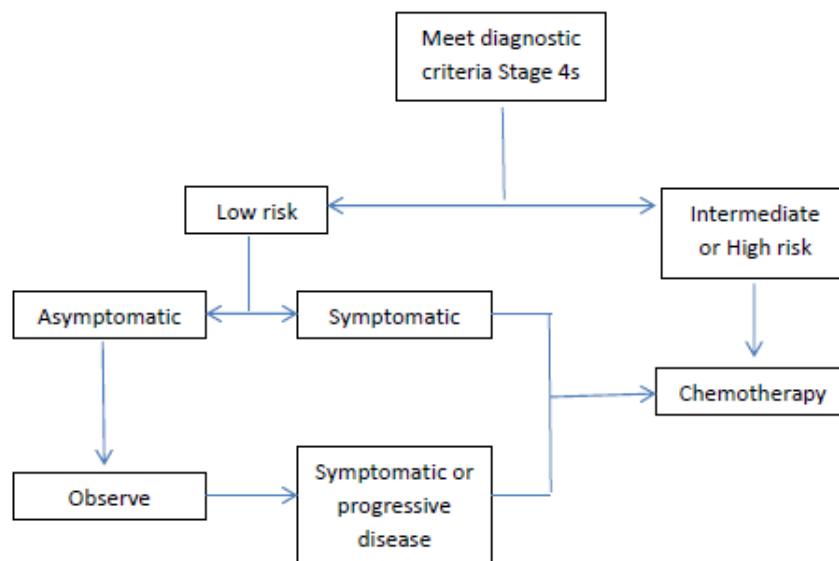 Meet diagnostic
criteria Stage 4s
Low risk
Intermediate
or High risk
Asymptomatic
Symptomatic
Chemotherapy
Observe
Symptomatic or
progressive
disease